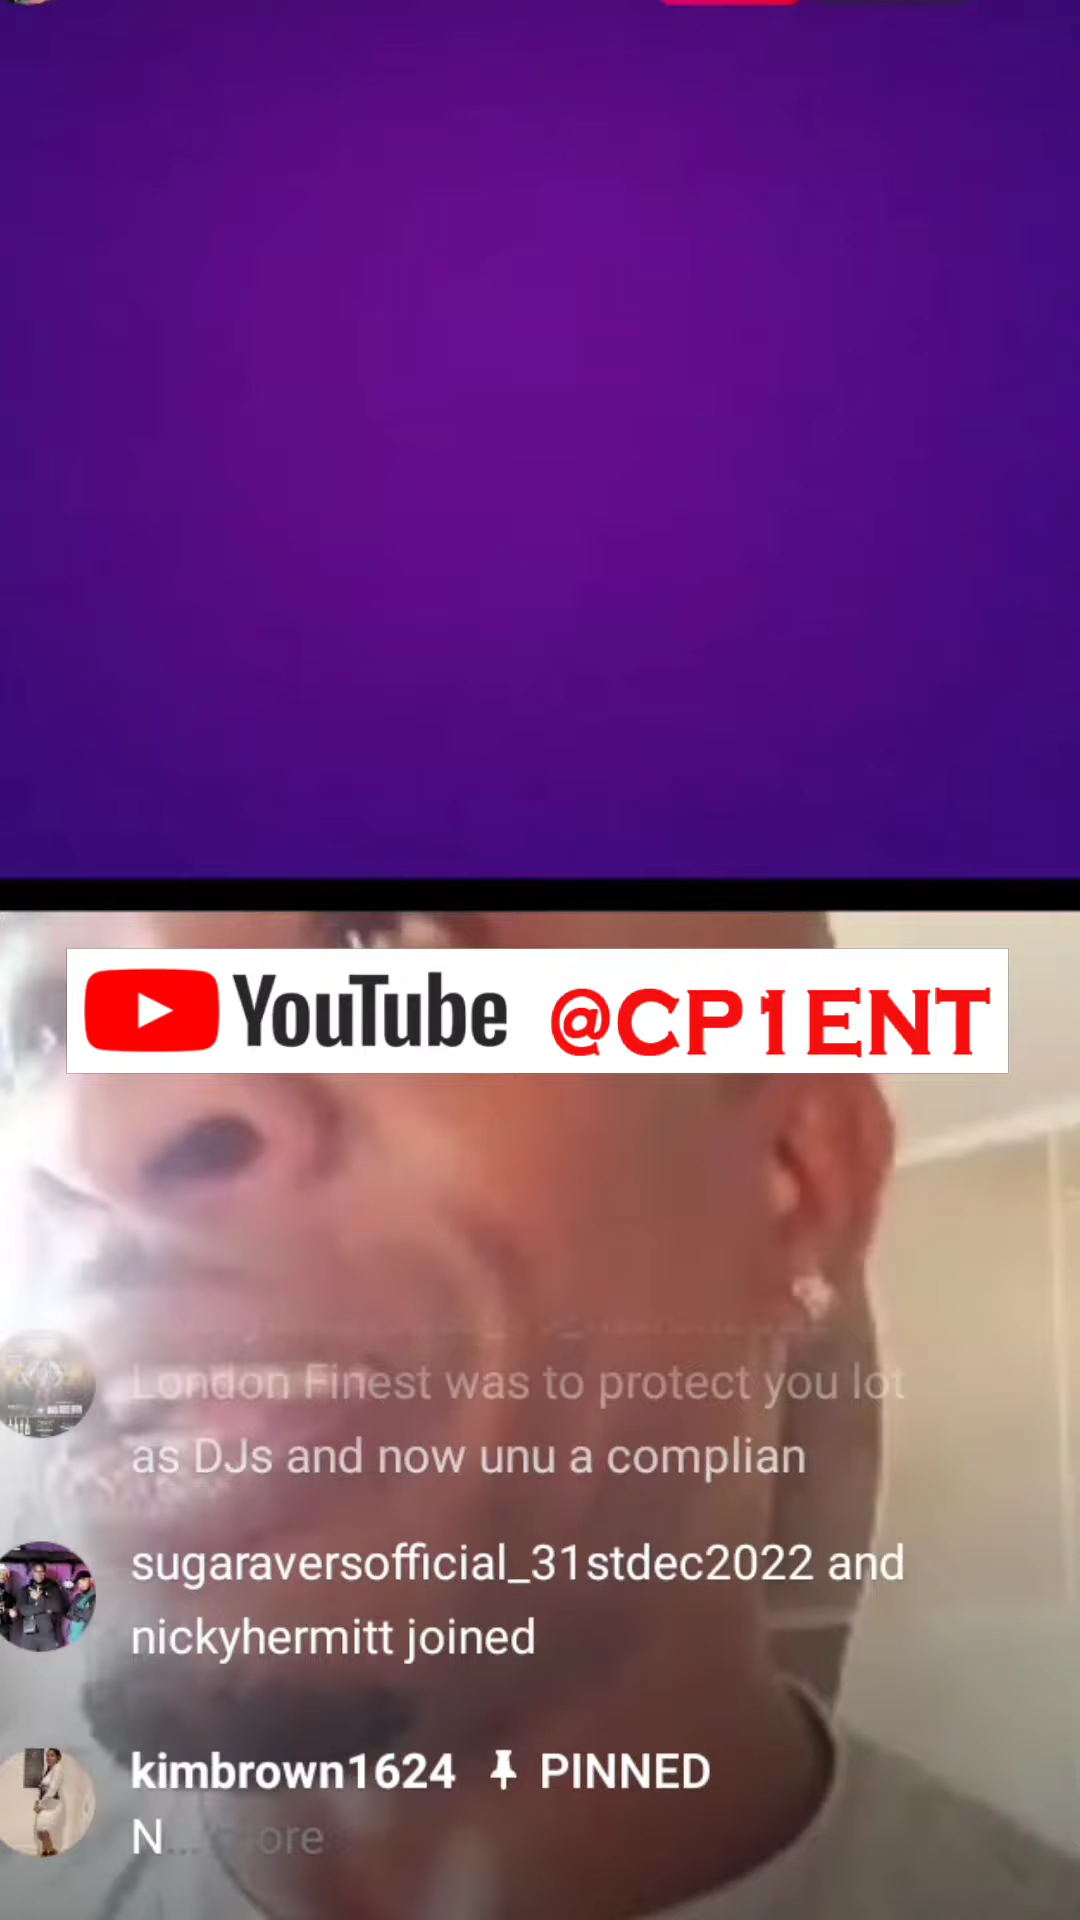 YouTube @CP1ENT
London Finest was to protect you lot
as DJs and now unu a complian
sugaraversofficial_31stdec2022 and
nickyhermitt joined
kimbrown1624 PINNED
N... more